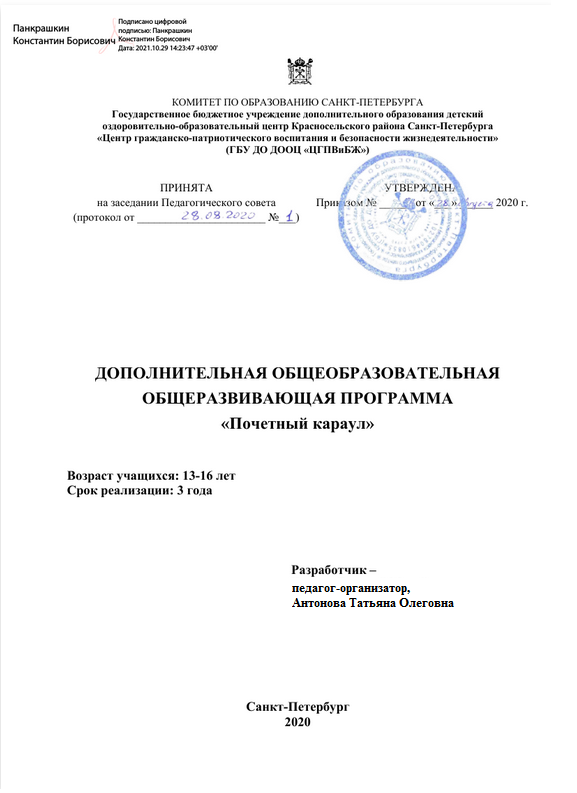 Панкрашкин
Константин Борисович
Подписано цифровой
подписью: Панкрашкин
Константин Борисович
Дата: 2021.10.29 14:23:47 +03'00'
КОМИТЕТ ПО ОБРАЗОВАНИЮ САНКТ-ПЕТЕРБУРГА
Государственное бюджетное учреждение дополнительного образования детский
оздоровительно-образовательный центр Красносельского района Санкт-Петербурга
«Центр гражданско-патриотического воспитания и безопасности жизнедеятельности»
(ГБУ ДО ДООЦ «ЦГПВиБЖ»)
ПРИНЯТА
на заседании Педагогического совета
(протокол от 28.08.2020 № 1)
УТВЕРЖДЕНА
Приказом № от «28» августа 2020 г.
ДОПОЛНИТЕЛЬНАЯ ОБЩЕОБРАЗОВАТЕЛЬНАЯ
ОБЩЕРАЗВИВАЮЩАЯ ПРОГРАММА
«Почетный караул»
Возраст учащихся: 13-16 лет
Срок реализации: 3 года
Разработчик –
педагог-организатор,
Антонова Татьяна Олеговна
Санкт-Петербург
2020